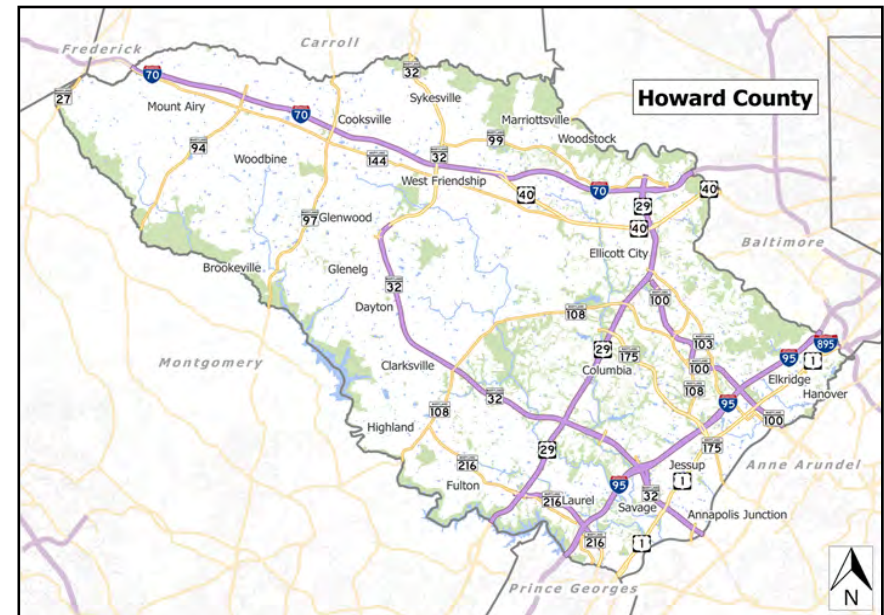 Howard County
Frederick
Carroll
Baltimore
Montgomery
Anne Arundel
Prince Georges
27
70
Mount Airy
94
70
Cooksville
32
Sykesville
Marriottsville
Woodstock
99
Woodbine
144
32
West Friendship
40
70
29
40
40
97
Glenwood
Ellicott City
Brookeville
Glenelg
32
Dayton
100
108
103
29
175
95
895
1
Clarksville
Columbia
100
Elkridge
108
Hanover
32
95
108
100
Highland
29
175
216
Jessup
Fulton
95
1
216
Laurel
32
Savage
Annapolis Junction
216
1
N